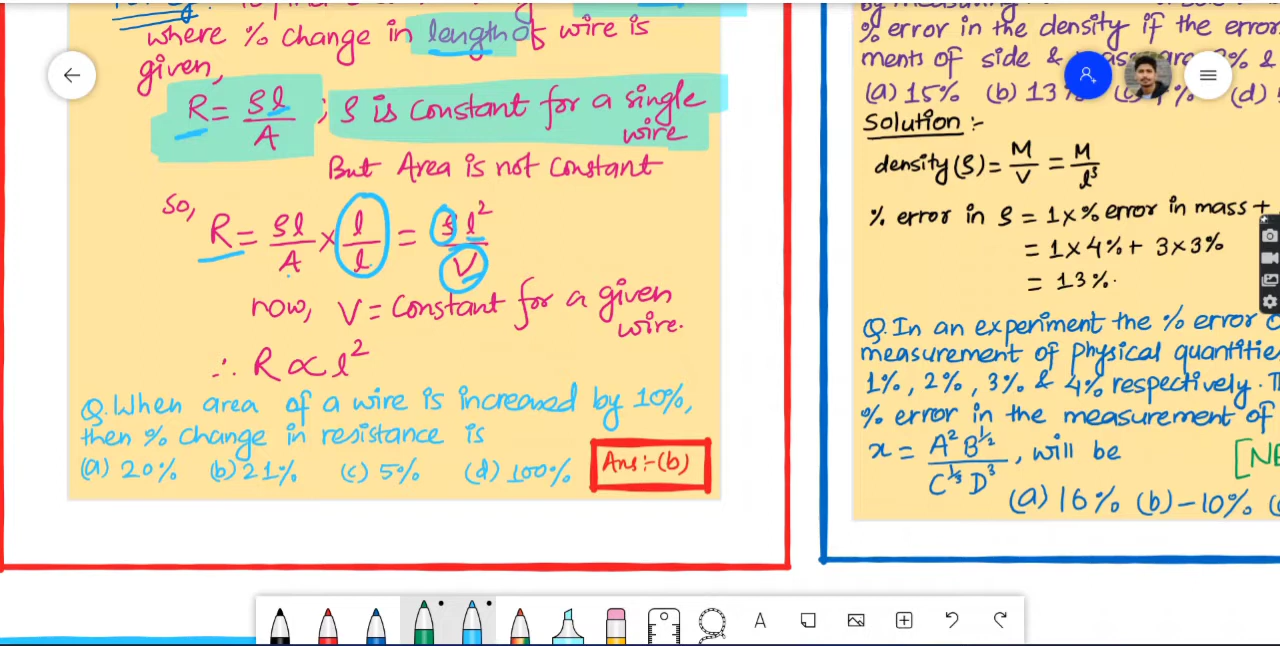 where % change in length of wire is
given,
R = ρl/A ; ρ is Constant for a single
wire
But Area is not Constant
So,
R = ρl/A × l/l = ρl²/V
now, V = Constant for a given
wire.
∴ R ∝ l²
Q. When area of a wire is increased by 10%,
then % change in resistance is
(a) 20% (b) 21% (c) 5% (d) 100%
Ans:-(b)
% error in the density if the error
ments of side &
(a) 15% (b) 13 (d)
Solution :-
density (ρ) = M/V = M/l³
% error in ρ = 1 x % error in mass +
= 1 x 4% + 3 x 3%
= 13%.
Q. In an experiment the % error
measurement of Physical quantitie
1%, 2%, 3% & 4% respectively.
% error in the measurement of
x = A² B^½ / C^⅓ D³, will be
[NE
(a) 16% (b) -10%
A